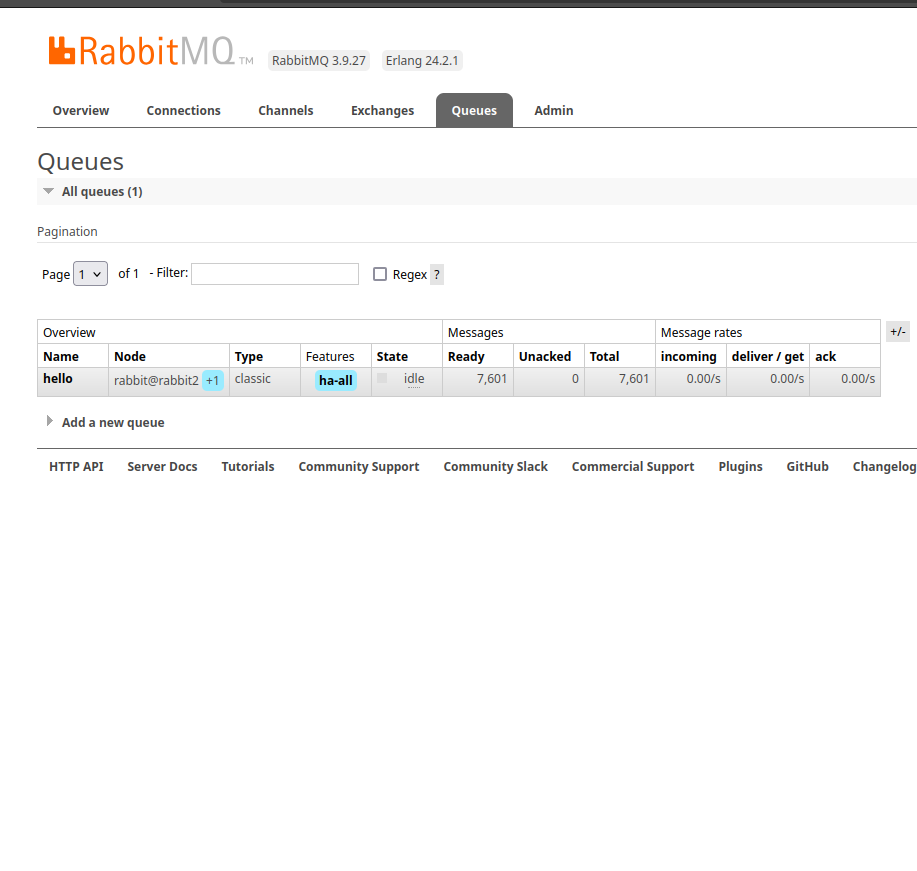 RabbitMQ TM RabbitMQ 3.9.27 Erlang 24.2.1
Overview Connections Channels Exchanges Queues Admin
Queues
All queues (1)
Pagination
Page 1 of 1 - Filter: Regex ?
Overview Messages Message rates +/-
Name Node Type Features State Ready Unacked Total incoming deliver / get ack
hello rabbit@rabbit2 +1 classic ha-all idle 7,601 0 7,601 0.00/s 0.00/s 0.00/s
Add a new queue
HTTP API Server Docs Tutorials Community Support Community Slack Commercial Support Plugins GitHub Changelog